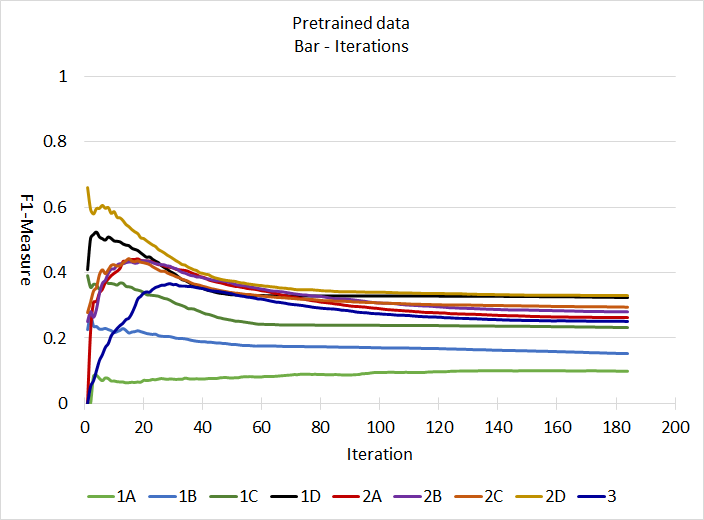 Pretrained data
Bar - Iterations
1
0.8
0.6
0.4
0.2
0
F1-Measure
0 20 40 60 80 100 120 140 160 180 200
Iteration
1A 1B 1C 1D 2A 2B 2C 2D 3